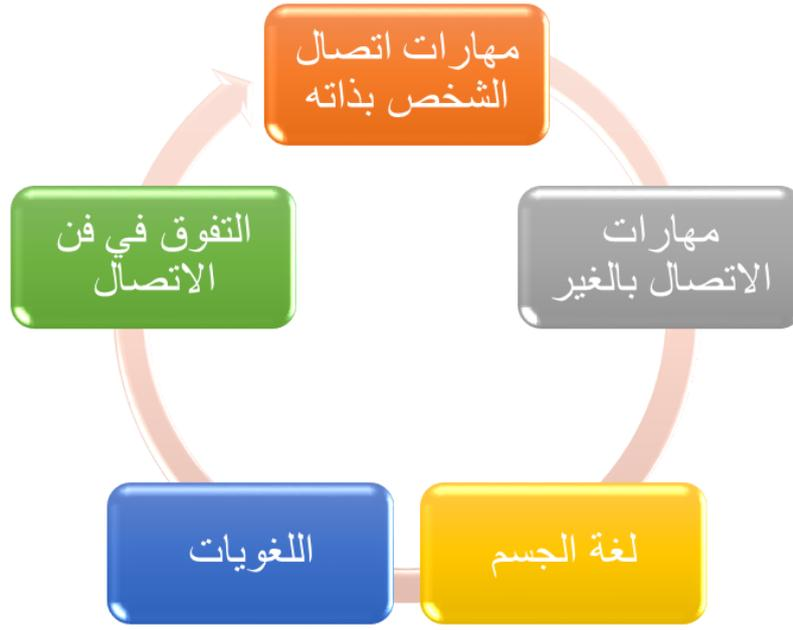 مهارات اتصال
الشخص بذاته
مهارات
الاتصال بالغير
لغة الجسم
اللغويات
التفوق في فن
الاتصال